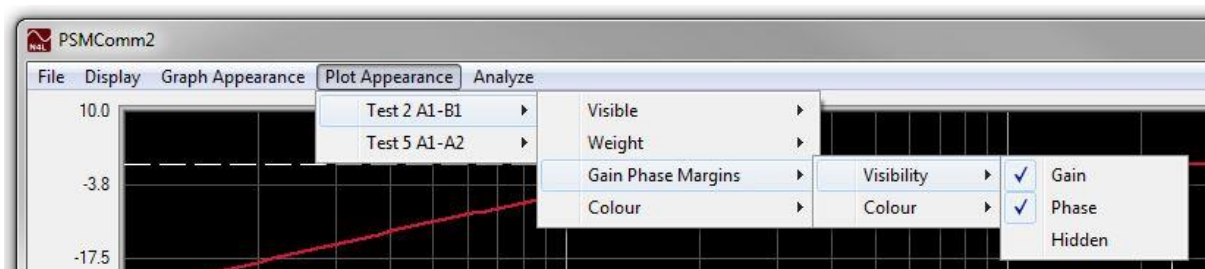 N4L PSMComm2
File Display Graph Appearance Plot Appearance Analyze
10.0 Test 2 A1-B1 Visible
Test 5 A1-A2 Weight
-3.8 Gain Phase Margins Visibility Gain
Colour Colour Phase
Hidden
-17.5